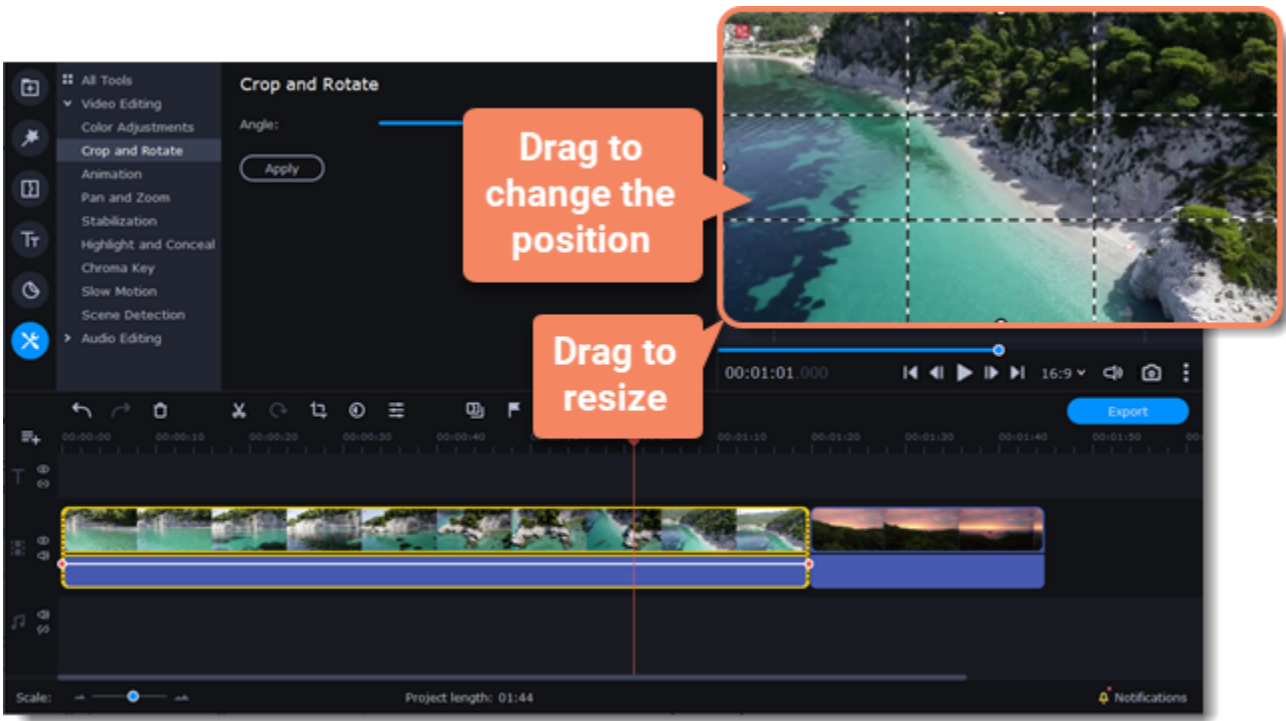 All Tools
Video Editing
Color Adjustments
Crop and Rotate
Animation
Pan and Zoom
Stabilization
Highlight and Conceal
Chroma Key
Slow Motion
Scene Detection
Audio Editing
Crop and Rotate
Angle:
Apply
Drag to
change the
position
Drag to
resize
00:01:01.000
16:9
Export
00:00:00 00:00:10 00:00:20 00:00:30 00:00:40 00:01:10 00:01:20 00:01:30 00:01:40 00:01:50
Scale:
Project length: 01:44
Notifications